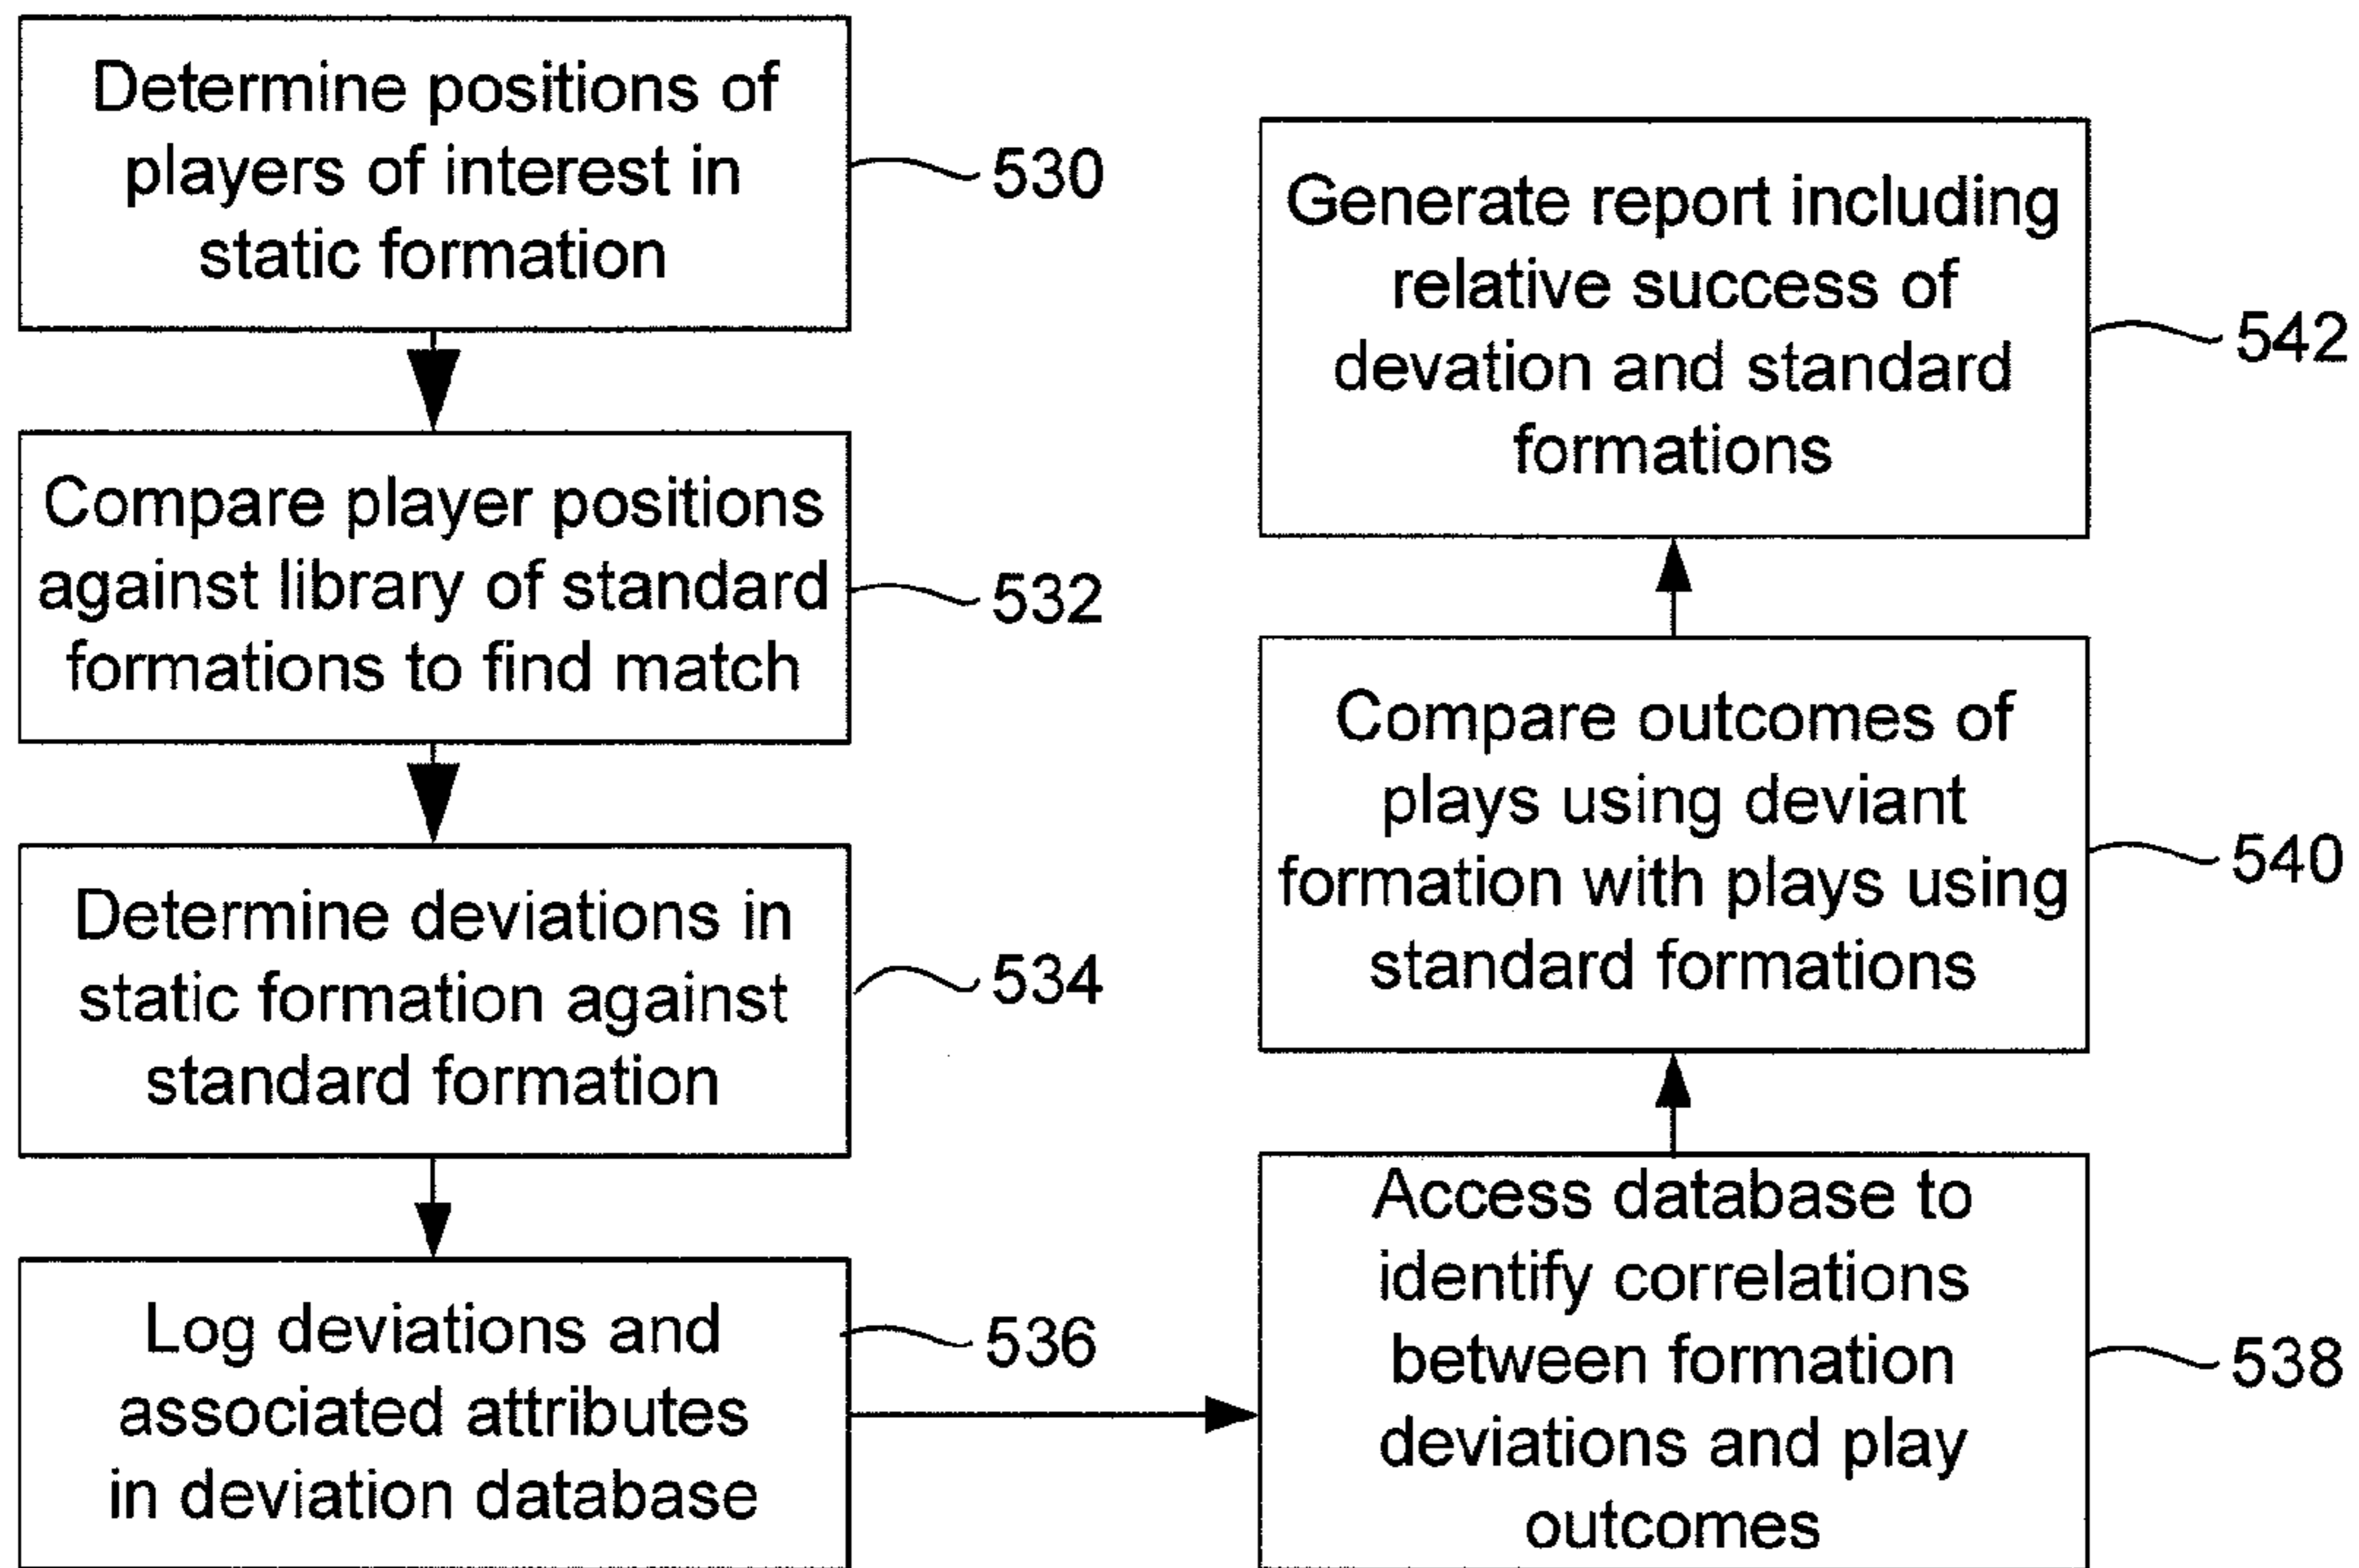 Determine positions of
players of interest in
static formation
530
Compare player positions
against library of standard
formations to find match
532
Determine deviations in
static formation against
standard formation
534
Log deviations and
associated attributes
in deviation database
536
Access database to
identify correlations
between formation
deviations and play
outcomes
538
Compare outcomes of
plays using deviant
formation with plays using
standard formations
540
Generate report including
relative success of
devation and standard
formations
542